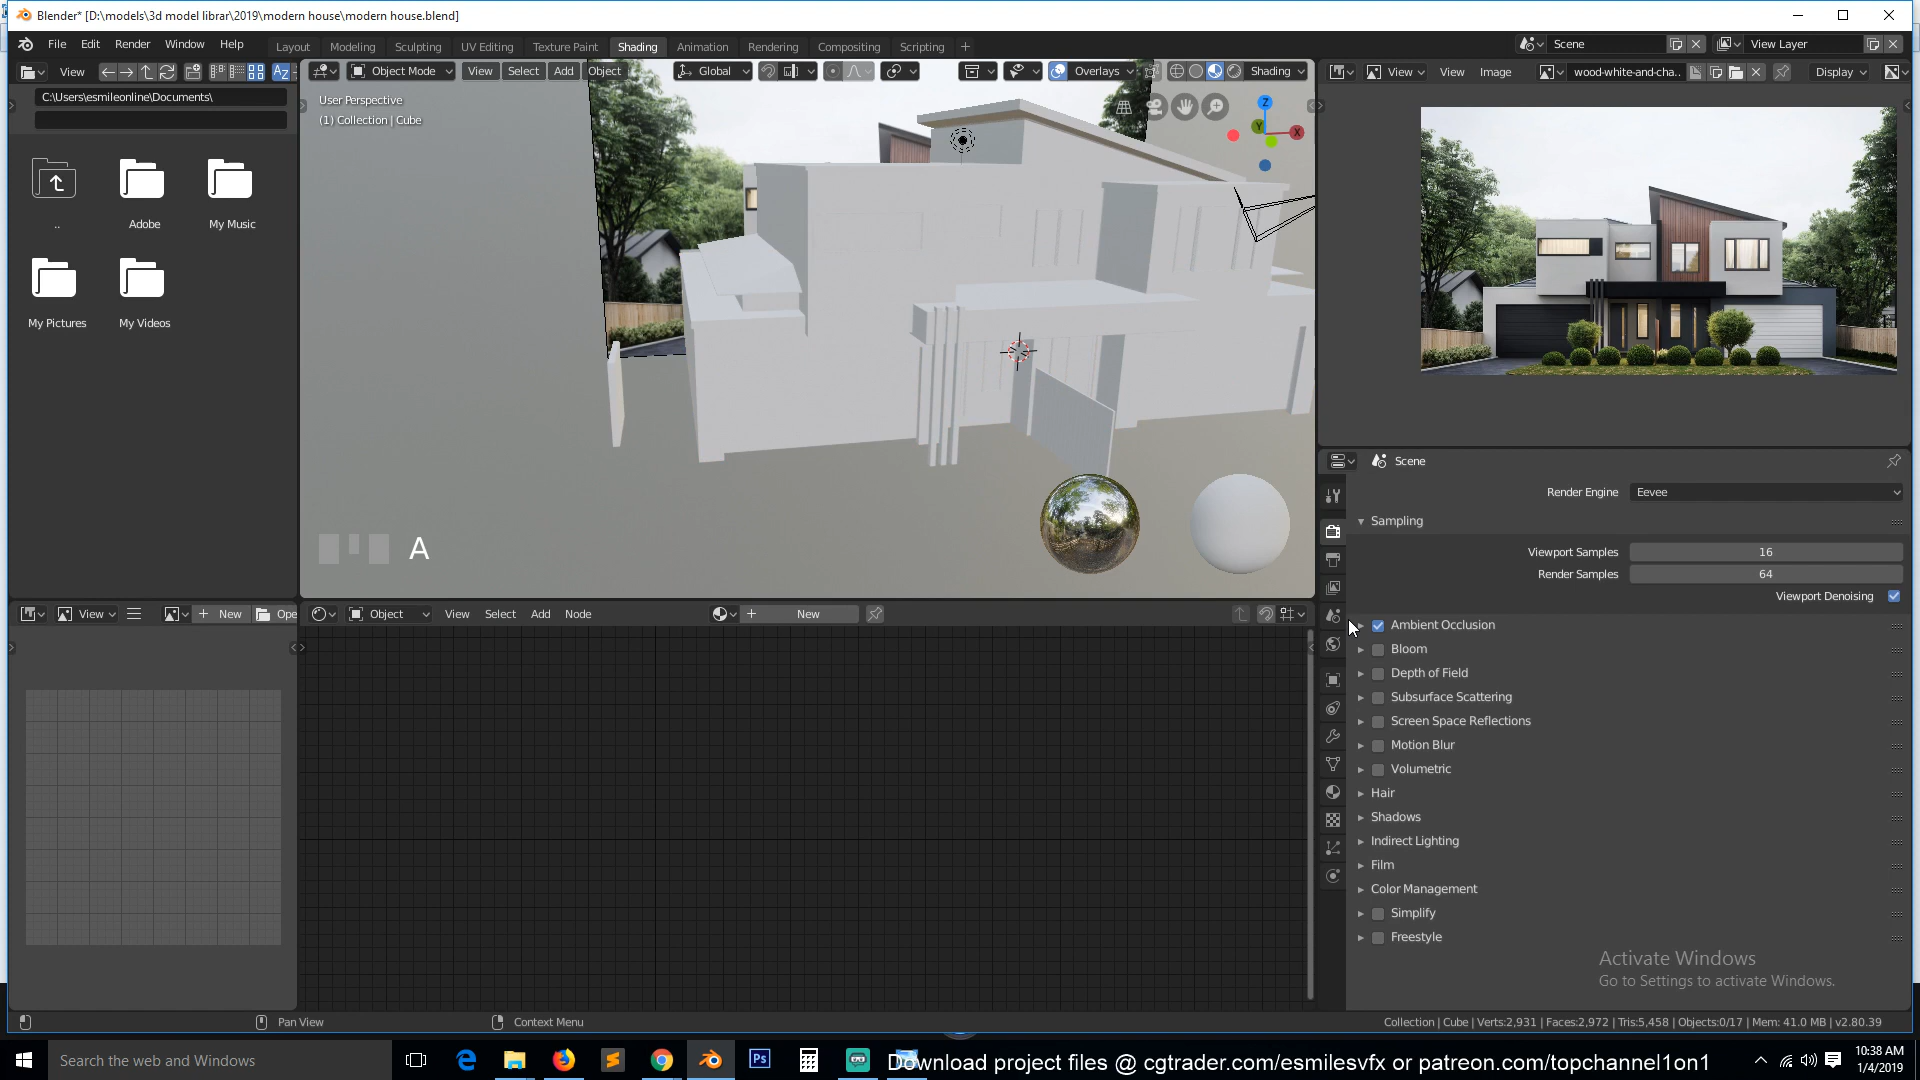 Blender* [D:\models\3d model librar\2019\modern house\modern house.blend]
File Edit Render Window Help
Layout Modeling Sculpting UV Editing Texture Paint Shading Animation Rendering Compositing Scripting +
Scene View Layer
View
Object Mode View Select Add Object Global Overlays Shading
View View Image wood-white-and-cha.. Display
C:\Users\esmileonline\Documents\
User Perspective
(1) Collection | Cube
Z
Y X
.. Adobe My Music
My Pictures My Videos
A
Scene
Render Engine Eevee
Sampling
Viewport Samples 16
Render Samples 64
Viewport Denoising
Ambient Occlusion
Bloom
Depth of Field
Subsurface Scattering
Screen Space Reflections
Motion Blur
Volumetric
Hair
Shadows
Indirect Lighting
Film
Color Management
Simplify
Freestyle
View + New Ope
Object View Select Add Node + New
Activate Windows
Go to Settings to activate Windows.
Pan View Context Menu
Collection | Cube | Verts:2,931 | Faces:2,972 | Tris:5,458 | Objects:0/17 | Mem: 41.0 MB | v2.80.39
Search the web and Windows
Ps
Download project files @ cgtrader.com/esmilesvfx or patreon.com/topchannel1on1
10:38 AM
1/4/2019